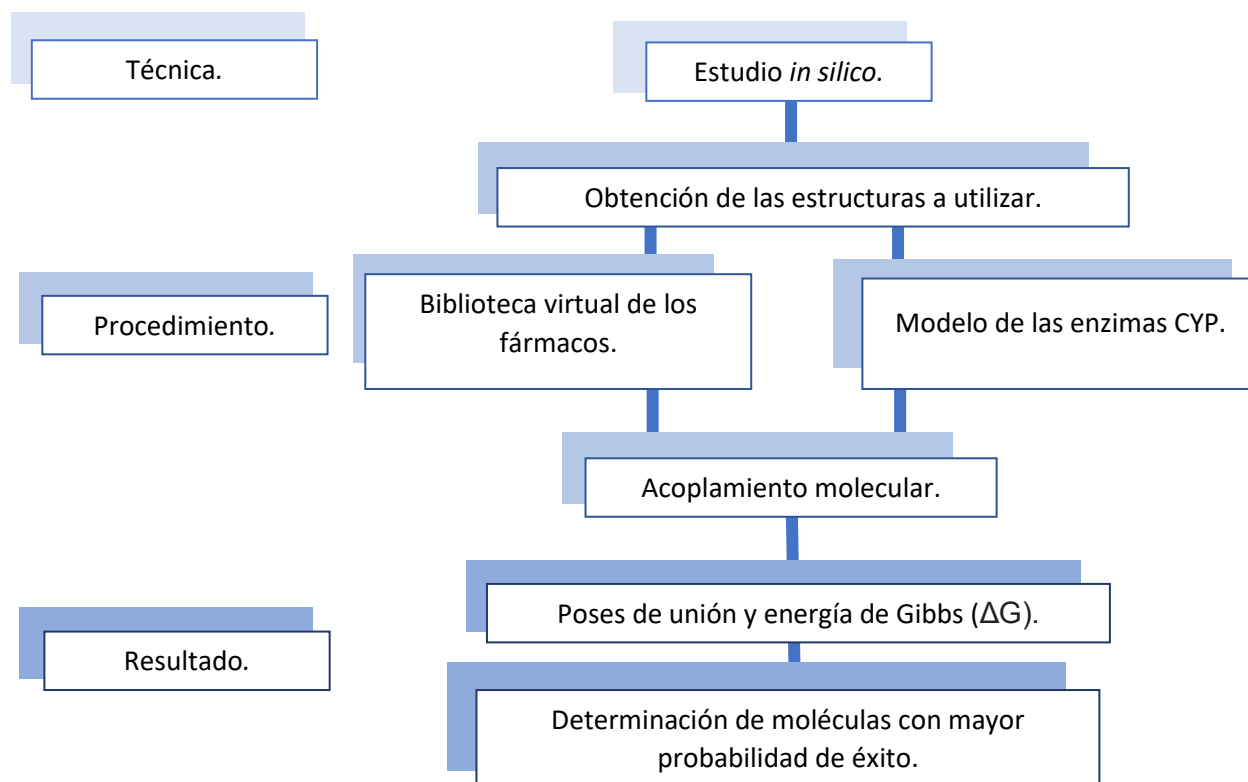 Técnica.
Estudio in silico.
Obtención de las estructuras a utilizar.
Procedimiento.
Biblioteca virtual de los
fármacos.
Modelo de las enzimas CYP.
Acoplamiento molecular.
Poses de unión y energía de Gibbs (ΔG).
Resultado.
Determinación de moléculas con mayor
probabilidad de éxito.